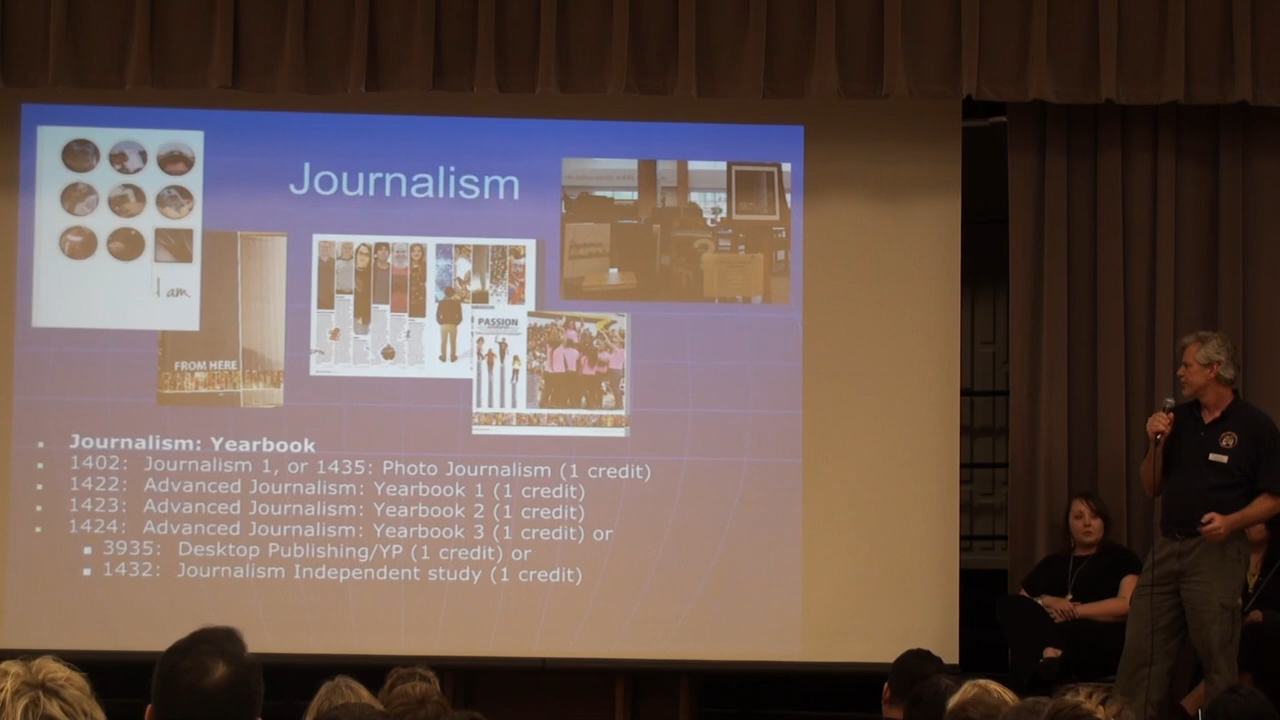 Journalism
I am
FROM HERE
PASSION
Journalism: Yearbook
1402: Journalism 1, or 1435: Photo Journalism (1 credit)
1422: Advanced Journalism: Yearbook 1 (1 credit)
1423: Advanced Journalism: Yearbook 2 (1 credit)
1424: Advanced Journalism: Yearbook 3 (1 credit) or
3935: Desktop Publishing/YP (1 credit) or
1432: Journalism Independent study (1 credit)